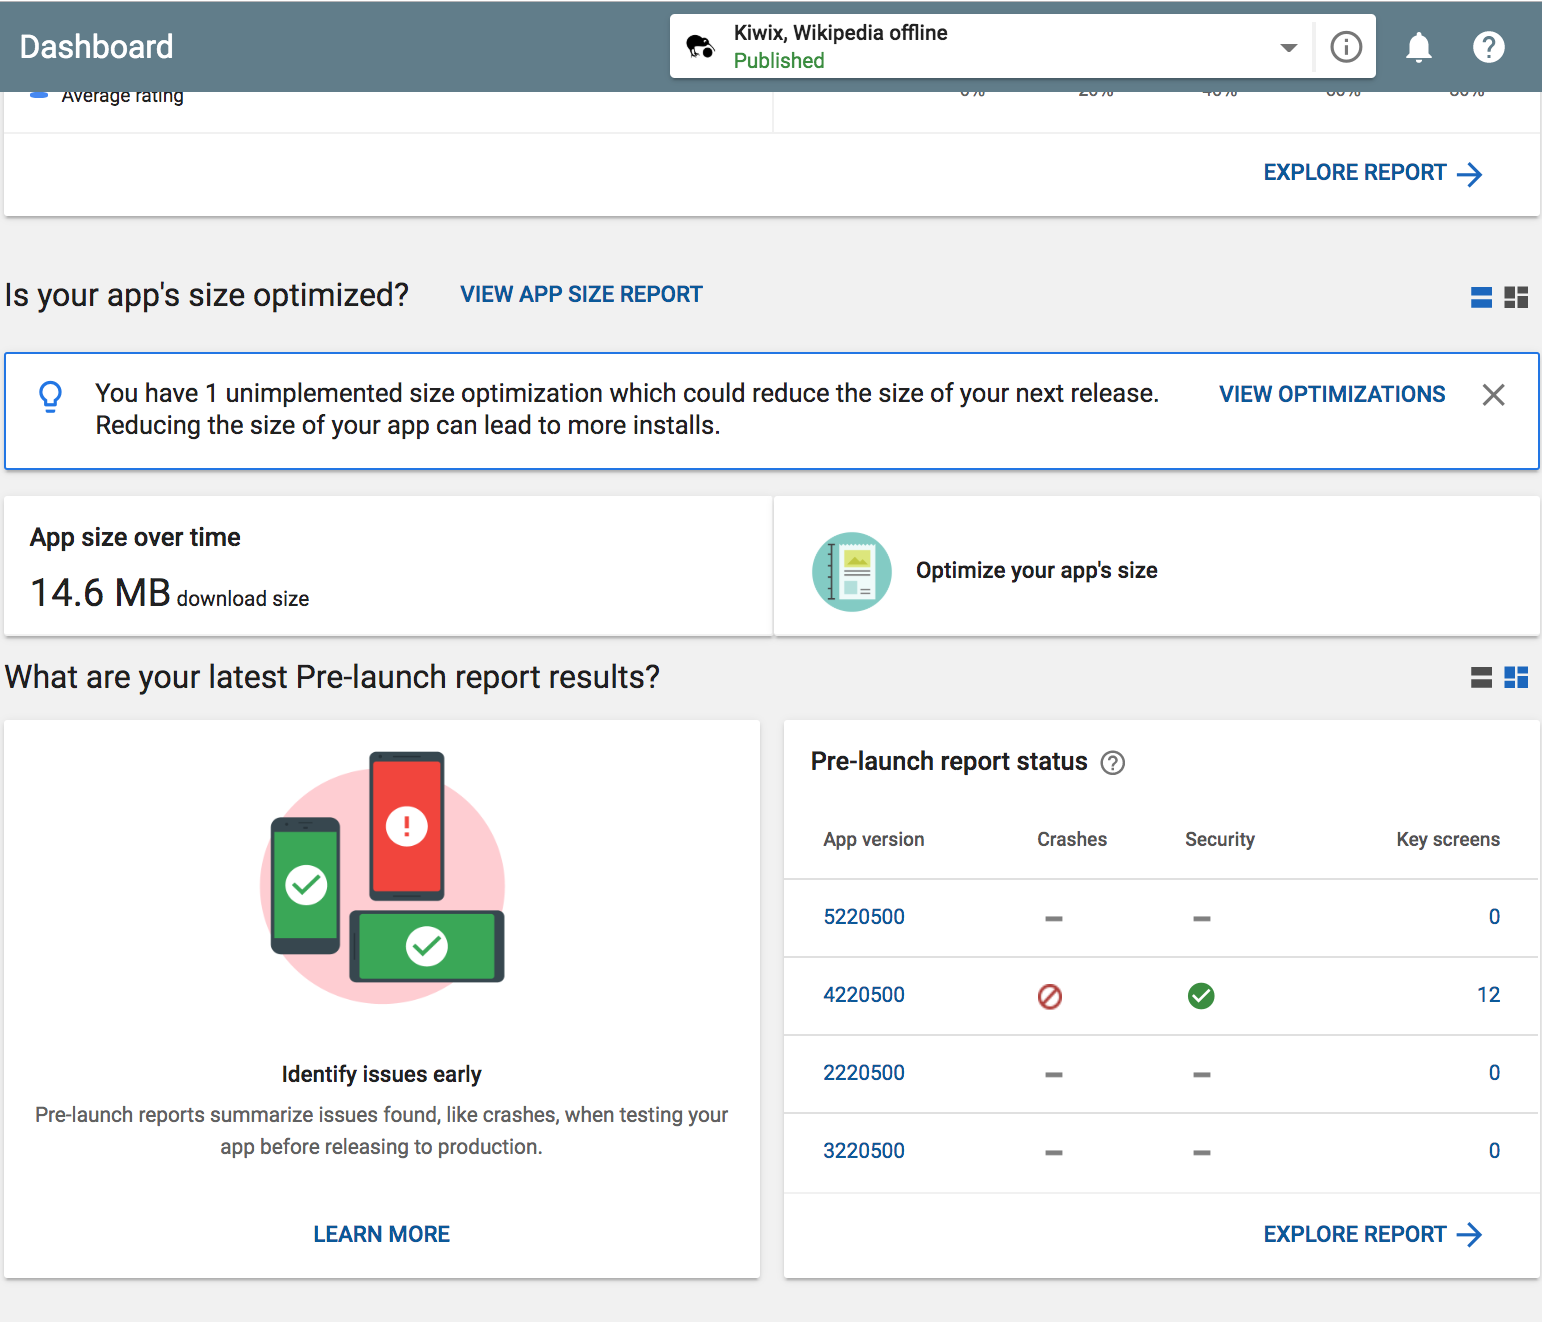 Dashboard
Kiwix, Wikipedia offline
Published
Average rating
EXPLORE REPORT
Is your app's size optimized?
VIEW APP SIZE REPORT
You have 1 unimplemented size optimization which could reduce the size of your next release.
Reducing the size of your app can lead to more installs.
VIEW OPTIMIZATIONS
App size over time
14.6 MB download size
Optimize your app's size
What are your latest Pre-launch report results?
Identify issues early
Pre-launch reports summarize issues found, like crashes, when testing your
app before releasing to production.
LEARN MORE
Pre-launch report status
App version Crashes Security Key screens
5220500 – – 0
4220500 12
2220500 – – 0
3220500 – – 0
EXPLORE REPORT